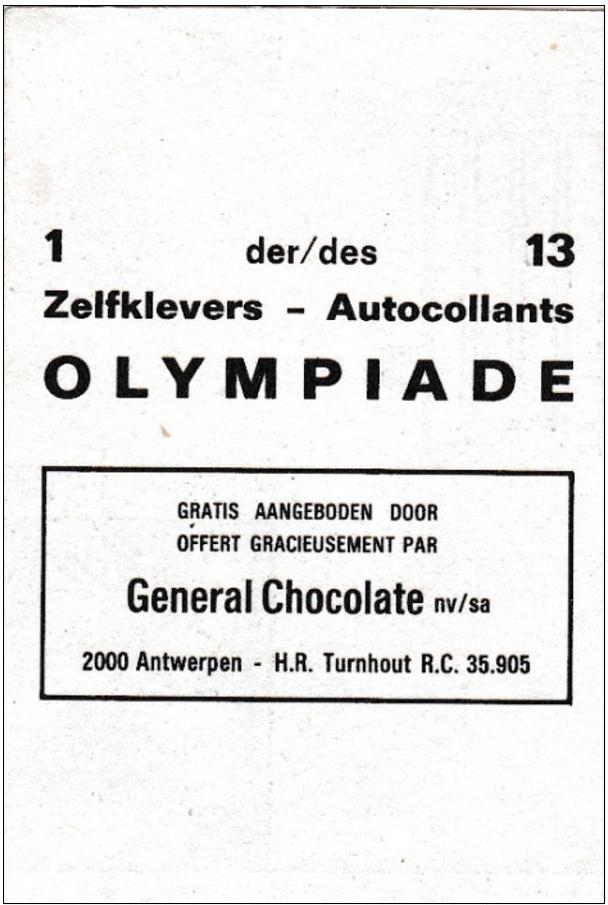 1 der/des 13
Zelfklevers - Autocollants
OLYMPIADE
GRATIS AANGEBODEN DOOR
OFFERT GRACIEUSEMENT PAR
General Chocolate nv/sa
2000 Antwerpen - H.R. Turnhout R.C. 35.905